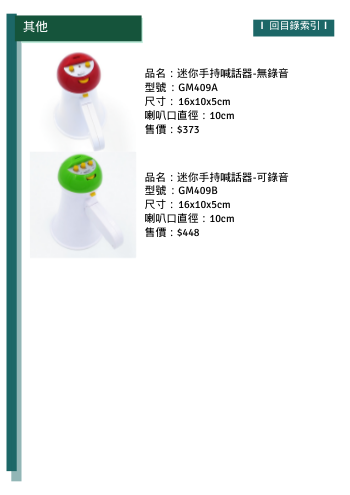 其他
I 回目錄索引 I
品名：迷你手持喊話器-無錄音
型號：GM409A
尺寸：16x10x5cm
喇叭口直徑：10cm
售價：$373
品名：迷你手持喊話器-可錄音
型號：GM409B
尺寸：16x10x5cm
喇叭口直徑：10cm
售價：$448